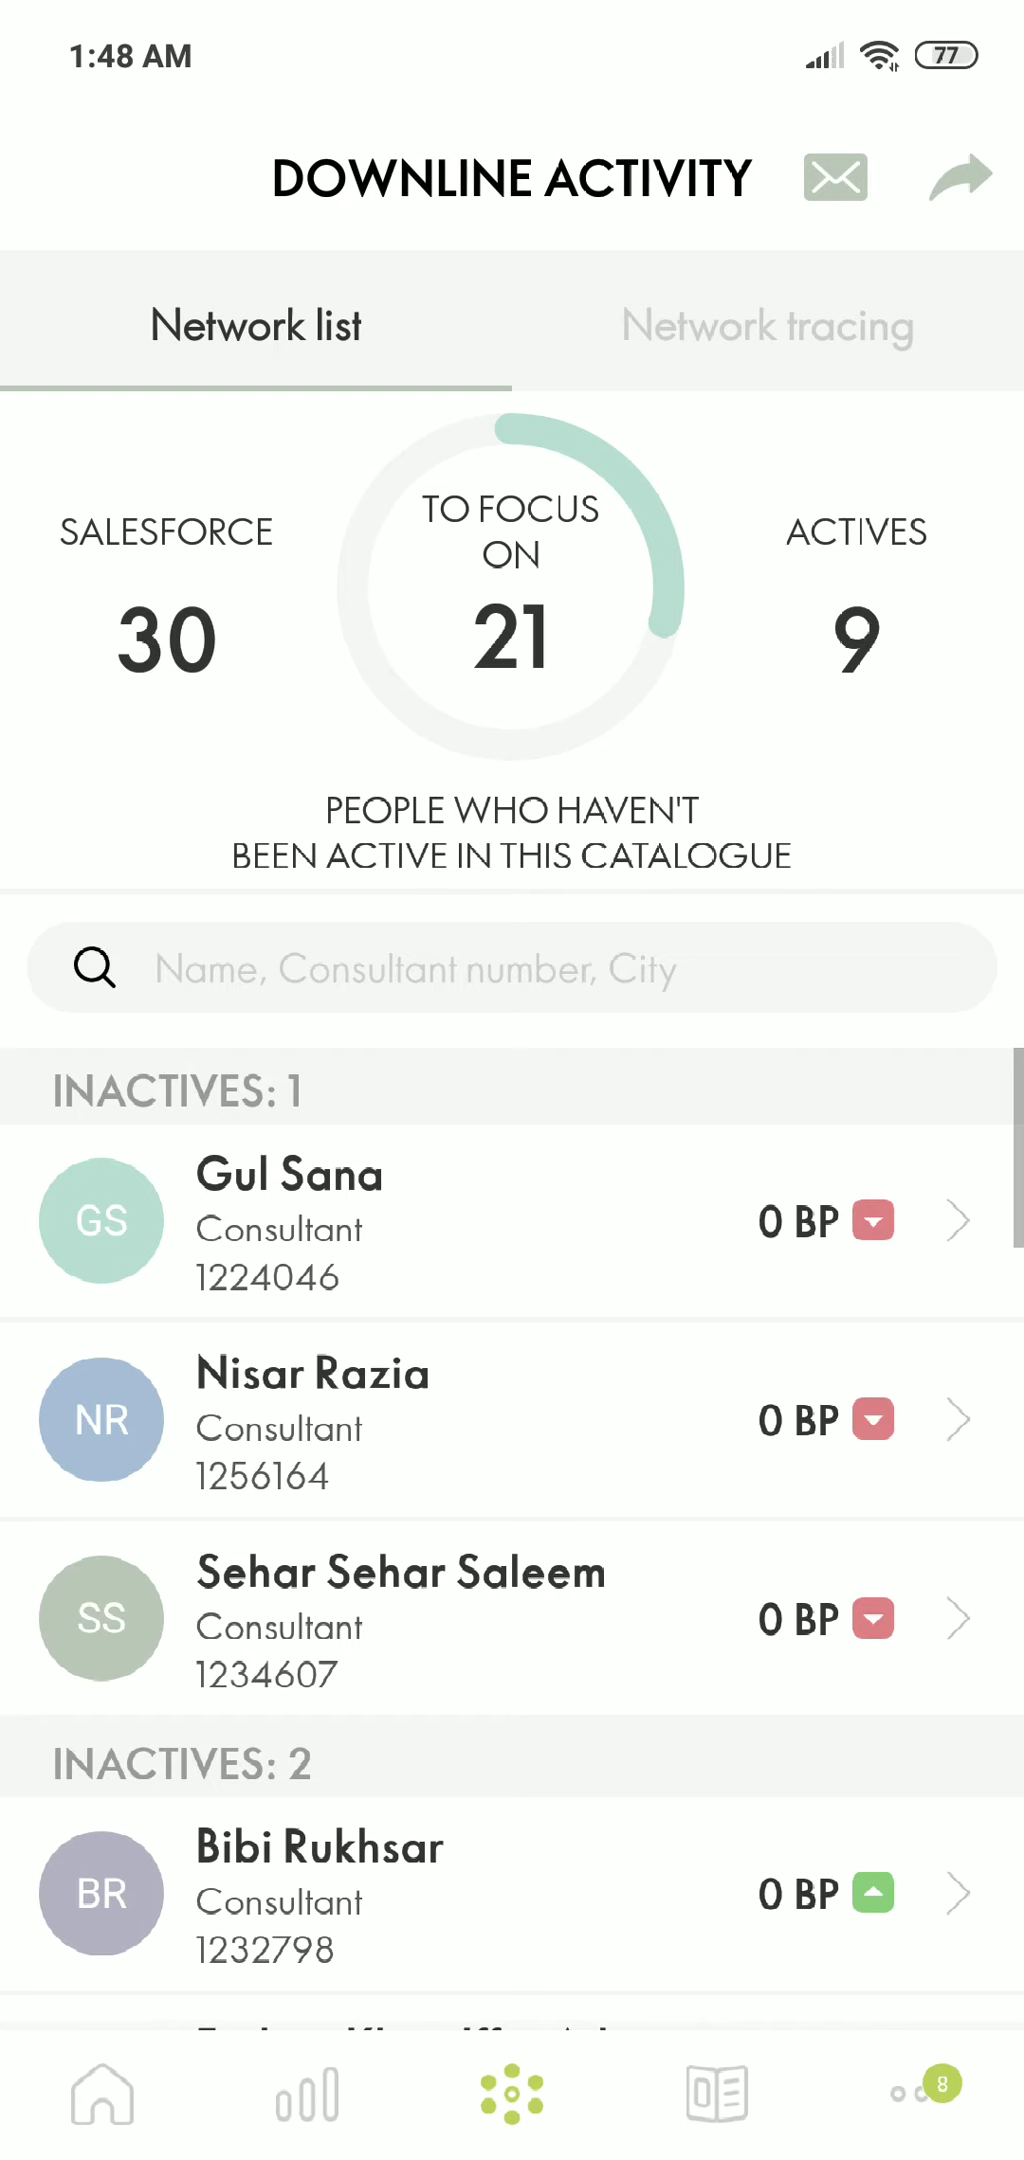 1:48 AM
77
DOWNLINE ACTIVITY
Network list
Network tracing
SALESFORCE
30
TO FOCUS
ON
21
ACTIVES
9
PEOPLE WHO HAVEN'T
BEEN ACTIVE IN THIS CATALOGUE
Name, Consultant number, City
INACTIVES: 1
GS
Gul Sana
Consultant
1224046
0 BP
NR
Nisar Razia
Consultant
1256164
0 BP
SS
Sehar Sehar Saleem
Consultant
1234607
0 BP
INACTIVES: 2
BR
Bibi Rukhsar
Consultant
1232798
0 BP
8